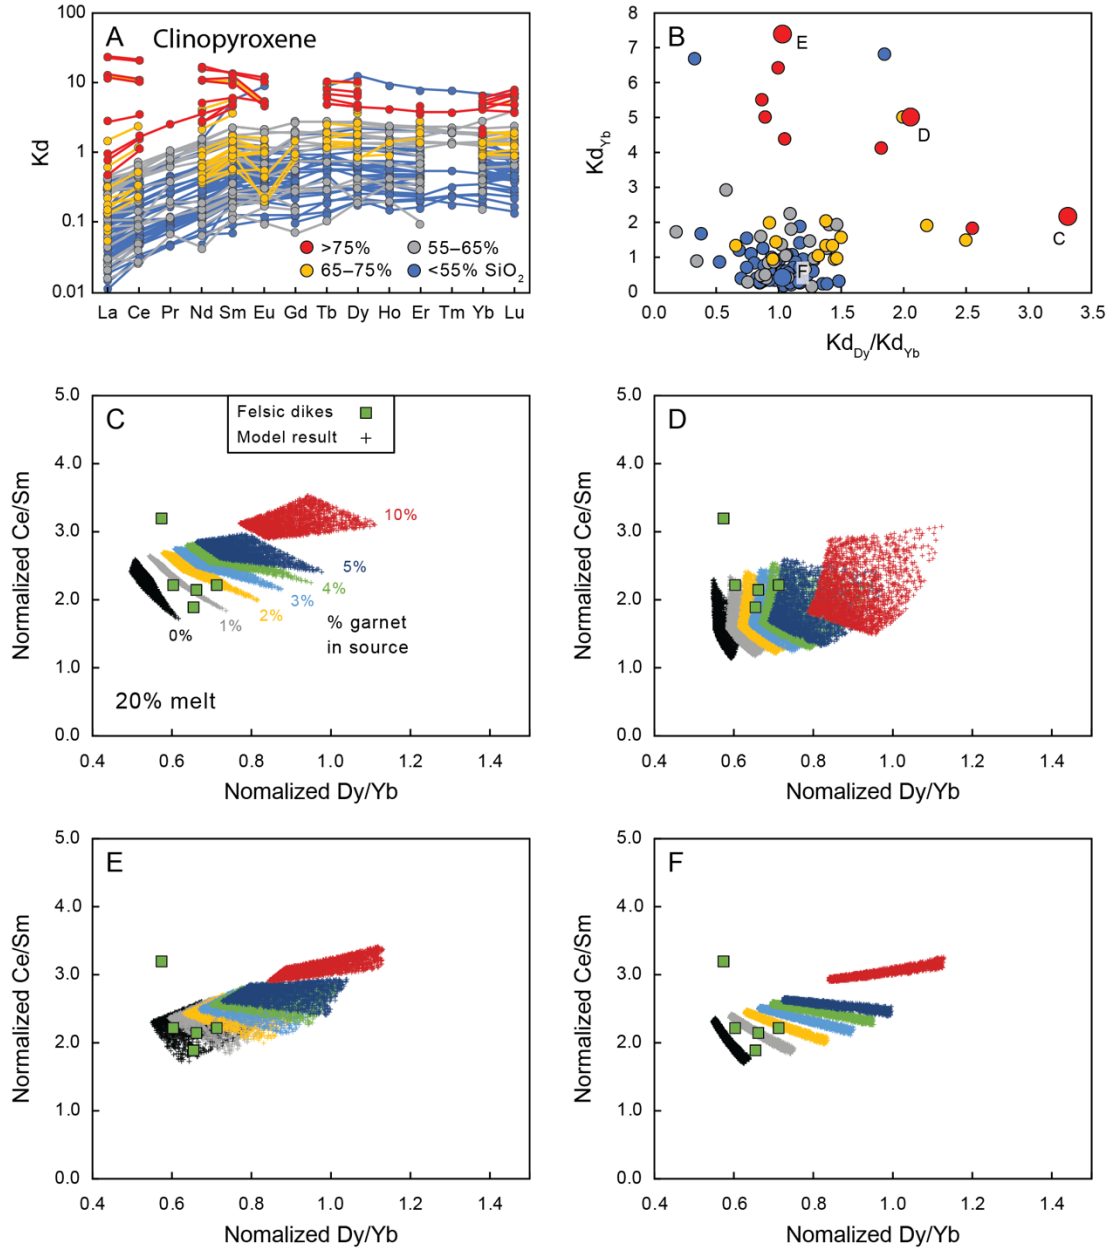 A Clinopyroxene
Kd
100
10
1
0.1
0.01
>75%
55–65%
65–75%
<55% SiO2
La Ce Pr Nd Sm Eu Gd Tb Dy Ho Er Tm Yb Lu
B
KdYb
8
7
6
5
4
3
2
1
0
E
D
C
F
0.0 0.5 1.0 1.5 2.0 2.5 3.0 3.5
KdDy/KdYb
C
Felsic dikes
Model result
Normalized Ce/Sm
5.0
4.0
3.0
2.0
1.0
0.0
10%
5%
4%
3%
2%
1%
0%
% garnet
in source
20% melt
0.4 0.6 0.8 1.0 1.2 1.4
Nomalized Dy/Yb
D
Normalized Ce/Sm
5.0
4.0
3.0
2.0
1.0
0.0
0.4 0.6 0.8 1.0 1.2 1.4
Nomalized Dy/Yb
E
Normalized Ce/Sm
5.0
4.0
3.0
2.0
1.0
0.0
0.4 0.6 0.8 1.0 1.2 1.4
Nomalized Dy/Yb
F
Normalized Ce/Sm
5.0
4.0
3.0
2.0
1.0
0.0
0.4 0.6 0.8 1.0 1.2 1.4
Nomalized Dy/Yb